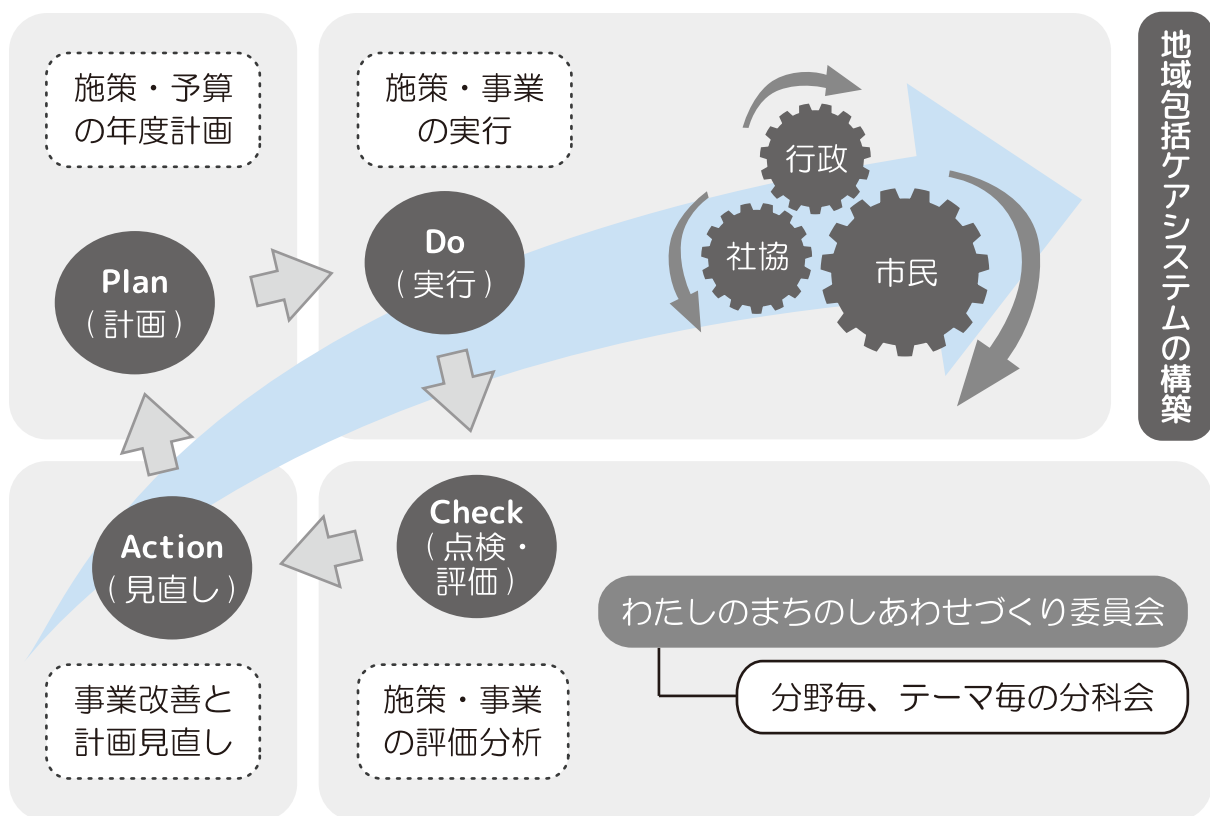 施策・予算
の年度計画
Plan
（計画）
施策・事業
の実行
Do
（実行）
行政
社協
市民
地域包括ケアシステムの構築
Action
（見直し）
事業改善と
計画見直し
Check
（点検・
評価）
施策・事業
の評価分析
わたしのまちのしあわせづくり委員会
分野毎、テーマ毎の分科会